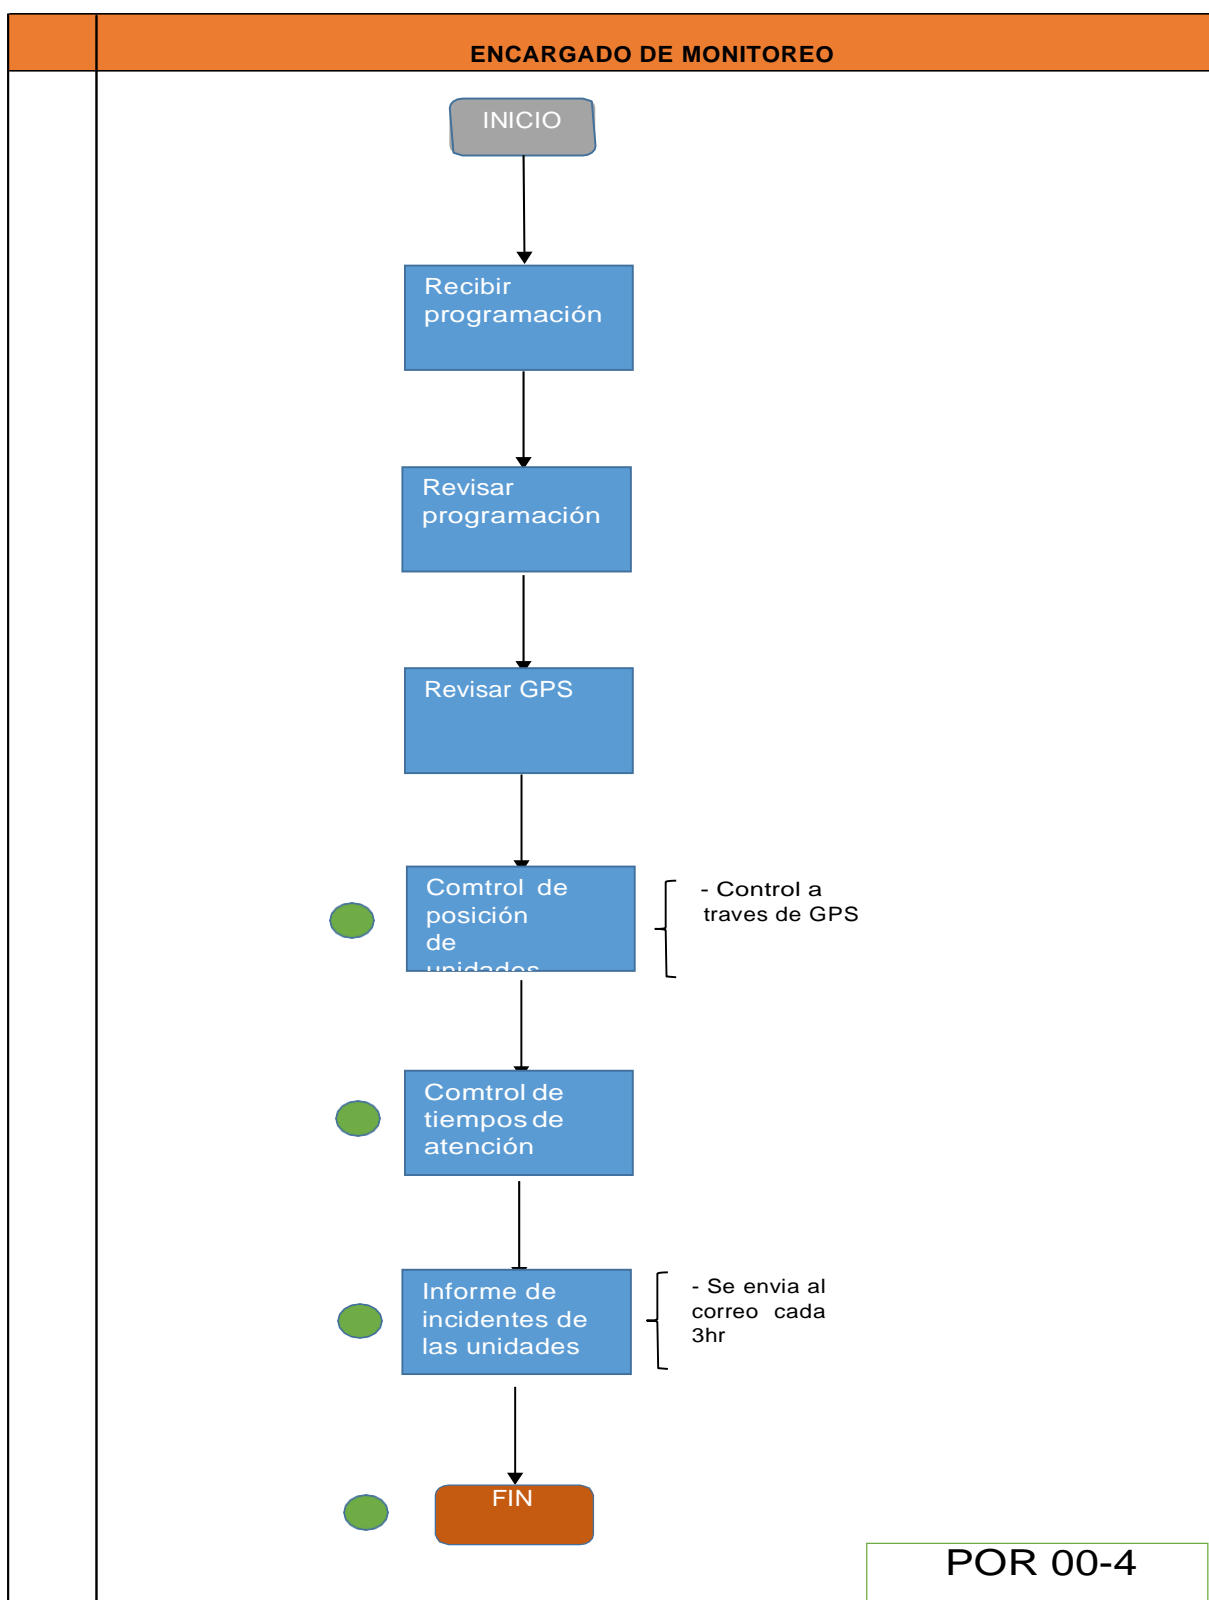 ENCARGADO DE MONITOREO
INICIO
Recibir
programación
Revisar
programación
Revisar GPS
Comtrol de
posición
de
unidades
- Control a
traves de GPS
Comtrol de
tiempos de
atención
Informe de
incidentes de
las unidades
- Se envia al
correo cada
3hr
FIN
POR 00-4